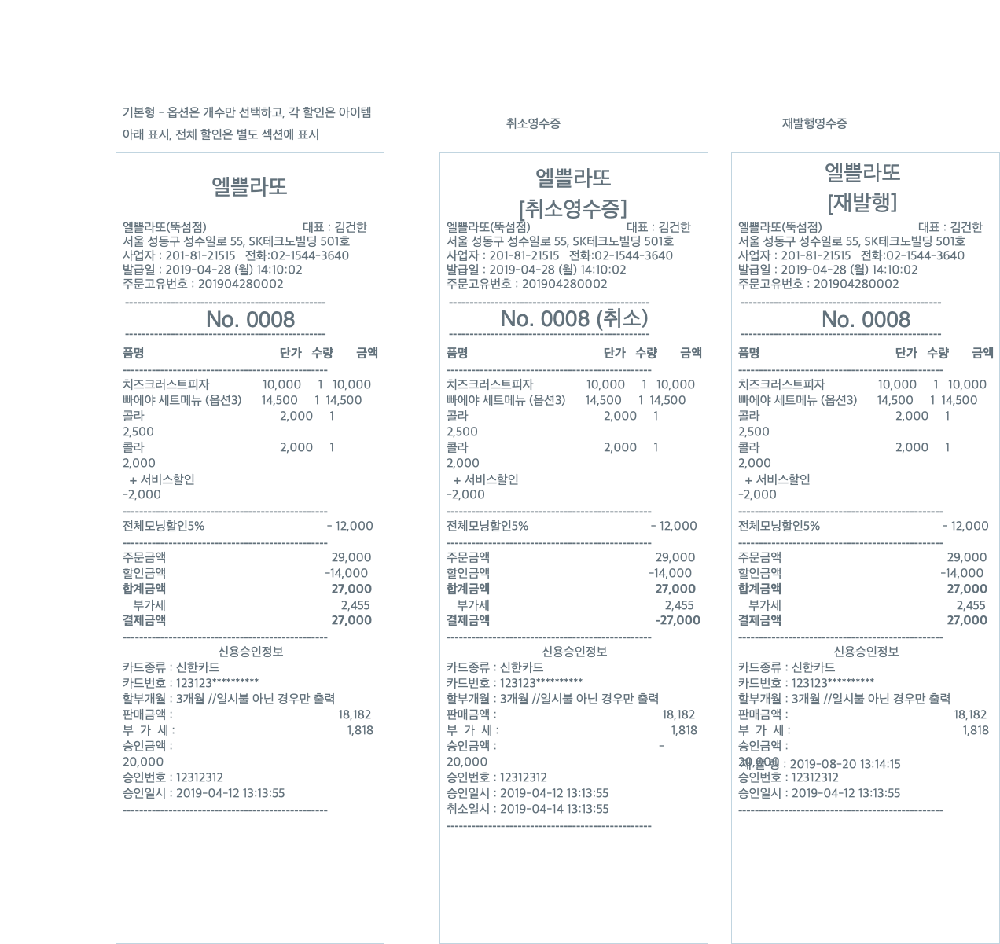 기본형 - 옵션은 개수만 선택하고, 각 할인은 아이템
아래 표시, 전체 할인은 별도 섹션에 표시
엘쁠라또
엘쁠라또(뚝섬점) 대표 : 김건한
서울 성동구 성수일로 55, SK테크노빌딩 501호
사업자 : 201-81-21515 전화:02-1544-3640
발급일 : 2019-04-28 (월) 14:10:02
주문고유번호 : 201904280002
-------------------------------------------------
No. 0008
-------------------------------------------------
품명 단가 수량 금액
--------------------------------------------------
치즈크러스트피자 10,000 1 10,000
빠에야 세트메뉴 (옵션3) 14,500 1 14,500
콜라 2,000 1
2,500
콜라 2,000 1
2,000
+ 서비스할인
-2,000
--------------------------------------------------
전체모닝할인5% - 12,000
--------------------------------------------------
주문금액 29,000
할인금액 -14,000
합계금액 27,000
부가세 2,455
결제금액 27,000
--------------------------------------------------
신용승인정보
카드종류 : 신한카드
카드번호 : 123123**********
할부개월 : 3개월 //일시불 아닌 경우만 출력
판매금액 : 18,182
부 가 세 : 1,818
승인금액 :
20,000
승인번호 : 12312312
승인일시 : 2019-04-12 13:13:55
--------------------------------------------------
취소영수증
엘쁠라또
[취소영수증]
엘쁠라또(뚝섬점) 대표 : 김건한
서울 성동구 성수일로 55, SK테크노빌딩 501호
사업자 : 201-81-21515 전화:02-1544-3640
발급일 : 2019-04-28 (월) 14:10:02
주문고유번호 : 201904280002
-------------------------------------------------
No. 0008 (취소)
-------------------------------------------------
품명 단가 수량 금액
--------------------------------------------------
치즈크러스트피자 10,000 1 10,000
빠에야 세트메뉴 (옵션3) 14,500 1 14,500
콜라 2,000 1
2,500
콜라 2,000 1
2,000
+ 서비스할인
-2,000
--------------------------------------------------
전체모닝할인5% - 12,000
--------------------------------------------------
주문금액 29,000
할인금액 -14,000
합계금액 27,000
부가세 2,455
결제금액 -27,000
--------------------------------------------------
신용승인정보
카드종류 : 신한카드
카드번호 : 123123**********
할부개월 : 3개월 //일시불 아닌 경우만 출력
판매금액 : 18,182
부 가 세 : 1,818
승인금액 : -
20,000
승인번호 : 12312312
승인일시 : 2019-04-12 13:13:55
취소일시 : 2019-04-14 13:13:55
--------------------------------------------------
재발행영수증
엘쁠라또
[재발행]
엘쁠라또(뚝섬점) 대표 : 김건한
서울 성동구 성수일로 55, SK테크노빌딩 501호
사업자 : 201-81-21515 전화:02-1544-3640
발급일 : 2019-04-28 (월) 14:10:02
주문고유번호 : 201904280002
-------------------------------------------------
No. 0008
-------------------------------------------------
품명 단가 수량 금액
--------------------------------------------------
치즈크러스트피자 10,000 1 10,000
빠에야 세트메뉴 (옵션3) 14,500 1 14,500
콜라 2,000 1
2,500
콜라 2,000 1
2,000
+ 서비스할인
-2,000
--------------------------------------------------
전체모닝할인5% - 12,000
--------------------------------------------------
주문금액 29,000
할인금액 -14,000
합계금액 27,000
부가세 2,455
결제금액 27,000
--------------------------------------------------
신용승인정보
카드종류 : 신한카드
카드번호 : 123123**********
할부개월 : 3개월 //일시불 아닌 경우만 출력
판매금액 : 18,182
부 가 세 : 1,818
승인금액 :
20,000
재 발 행 : 2019-08-20 13:14:15
승인번호 : 12312312
승인일시 : 2019-04-12 13:13:55
--------------------------------------------------